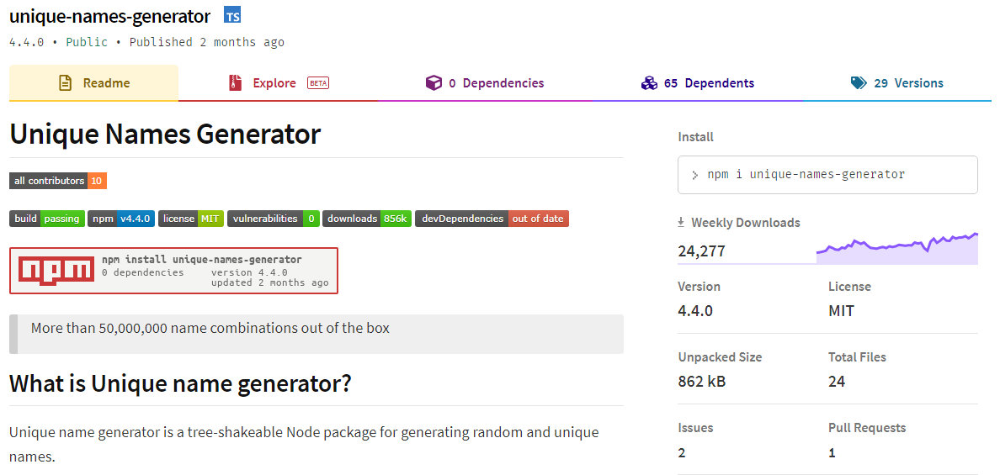 unique-names-generator TS
4.4.0 • Public • Published 2 months ago
Readme
Explore BETA
0 Dependencies
65 Dependents
29 Versions
Unique Names Generator
all contributors 10
build passing npm v4.4.0 license MIT vulnerabilities 0 downloads 856k devDependencies out of date
npm
npm install unique-names-generator
0 dependencies version 4.4.0
updated 2 months ago
More than 50,000,000 name combinations out of the box
What is Unique name generator?
Unique name generator is a tree-shakeable Node package for generating random and unique
names.
Install
> npm i unique-names-generator
Weekly Downloads
24,277
Version License
4.4.0 MIT
Unpacked Size Total Files
862 kB 24
Issues Pull Requests
2 1